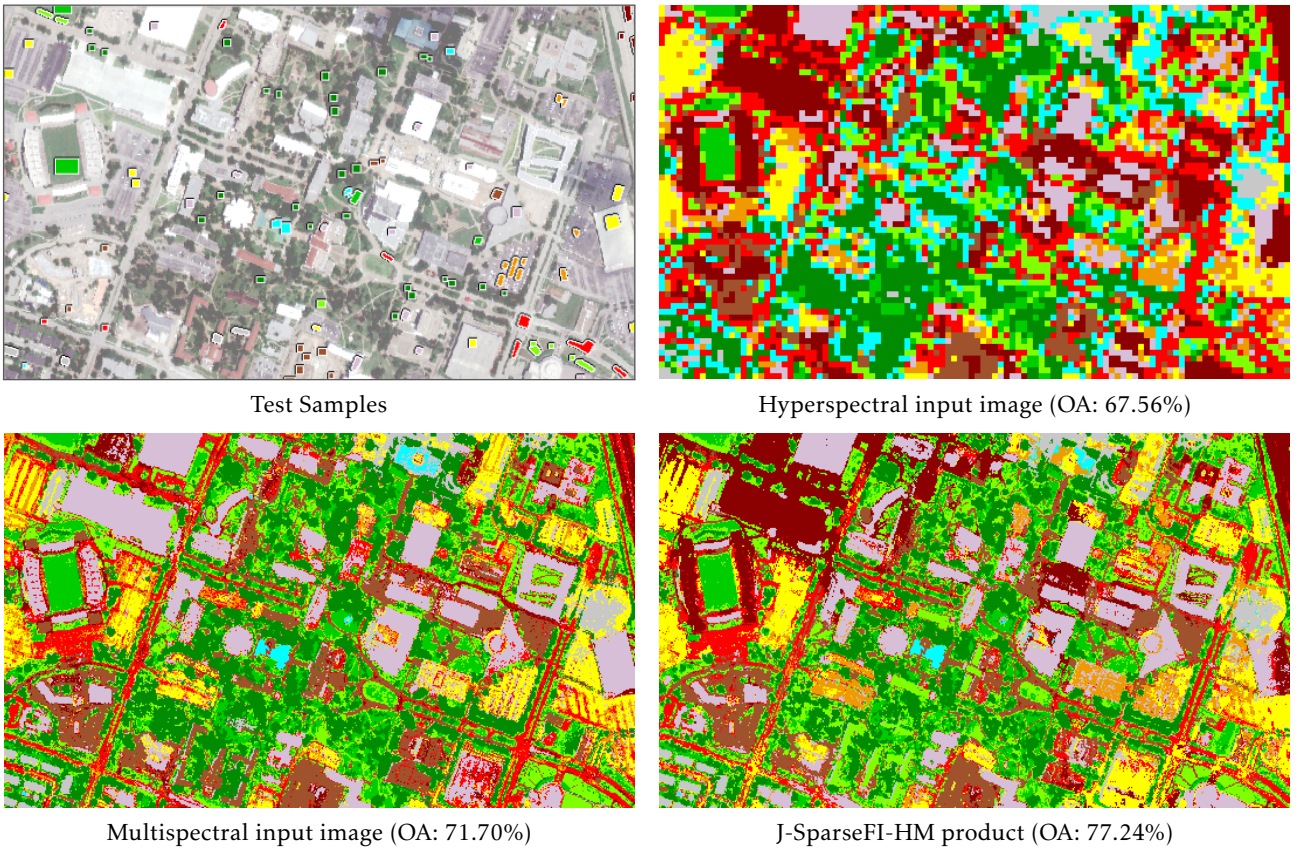 Test Samples
Hyperspectral input image (OA: 67.56%)
Multispectral input image (OA: 71.70%)
J-SparseFI-HM product (OA: 77.24%)